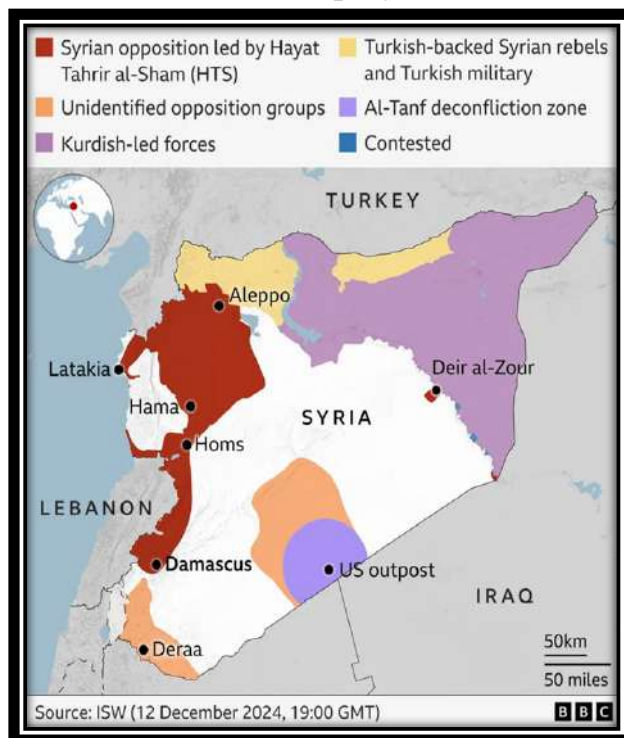 Syrian opposition led by Hayat
Tahrir al-Sham (HTS)
Turkish-backed Syrian rebels
and Turkish military
Unidentified opposition groups
Al-Tanf deconfliction zone
Kurdish-led forces
Contested
TURKEY
Aleppo
Latakia
Deir al-Zour
Hama
SYRIA
Homs
LEBANON
Damascus
US outpost
IRAQ
Deraa
50km
50 miles
Source: ISW (12 December 2024, 19:00 GMT)
BBC